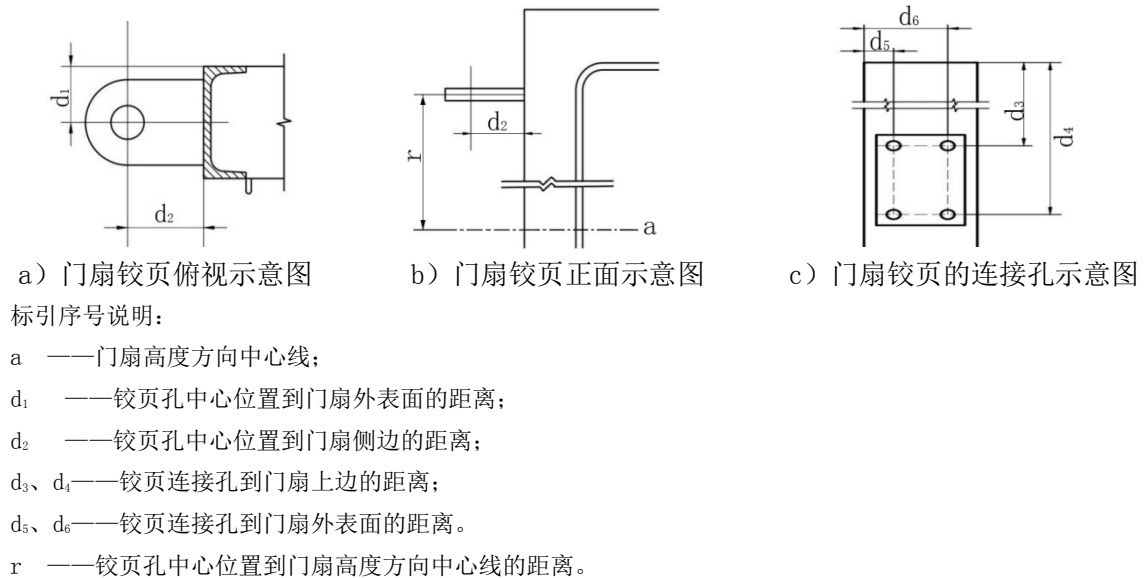 d₁
d₂
r
d₂
a
d₆
d₅
d₃
d₄
a）门扇铰页俯视示意图
b）门扇铰页正面示意图
c）门扇铰页的连接孔示意图
标引序号说明：
a ——门扇高度方向中心线；
d₁ ——铰页孔中心位置到门扇外表面的距离；
d₂ ——铰页孔中心位置到门扇侧边的距离；
d₃、d₄——铰页连接孔到门扇上边的距离；
d₅、d₆——铰页连接孔到门扇外表面的距离。
r ——铰页孔中心位置到门扇高度方向中心线的距离。